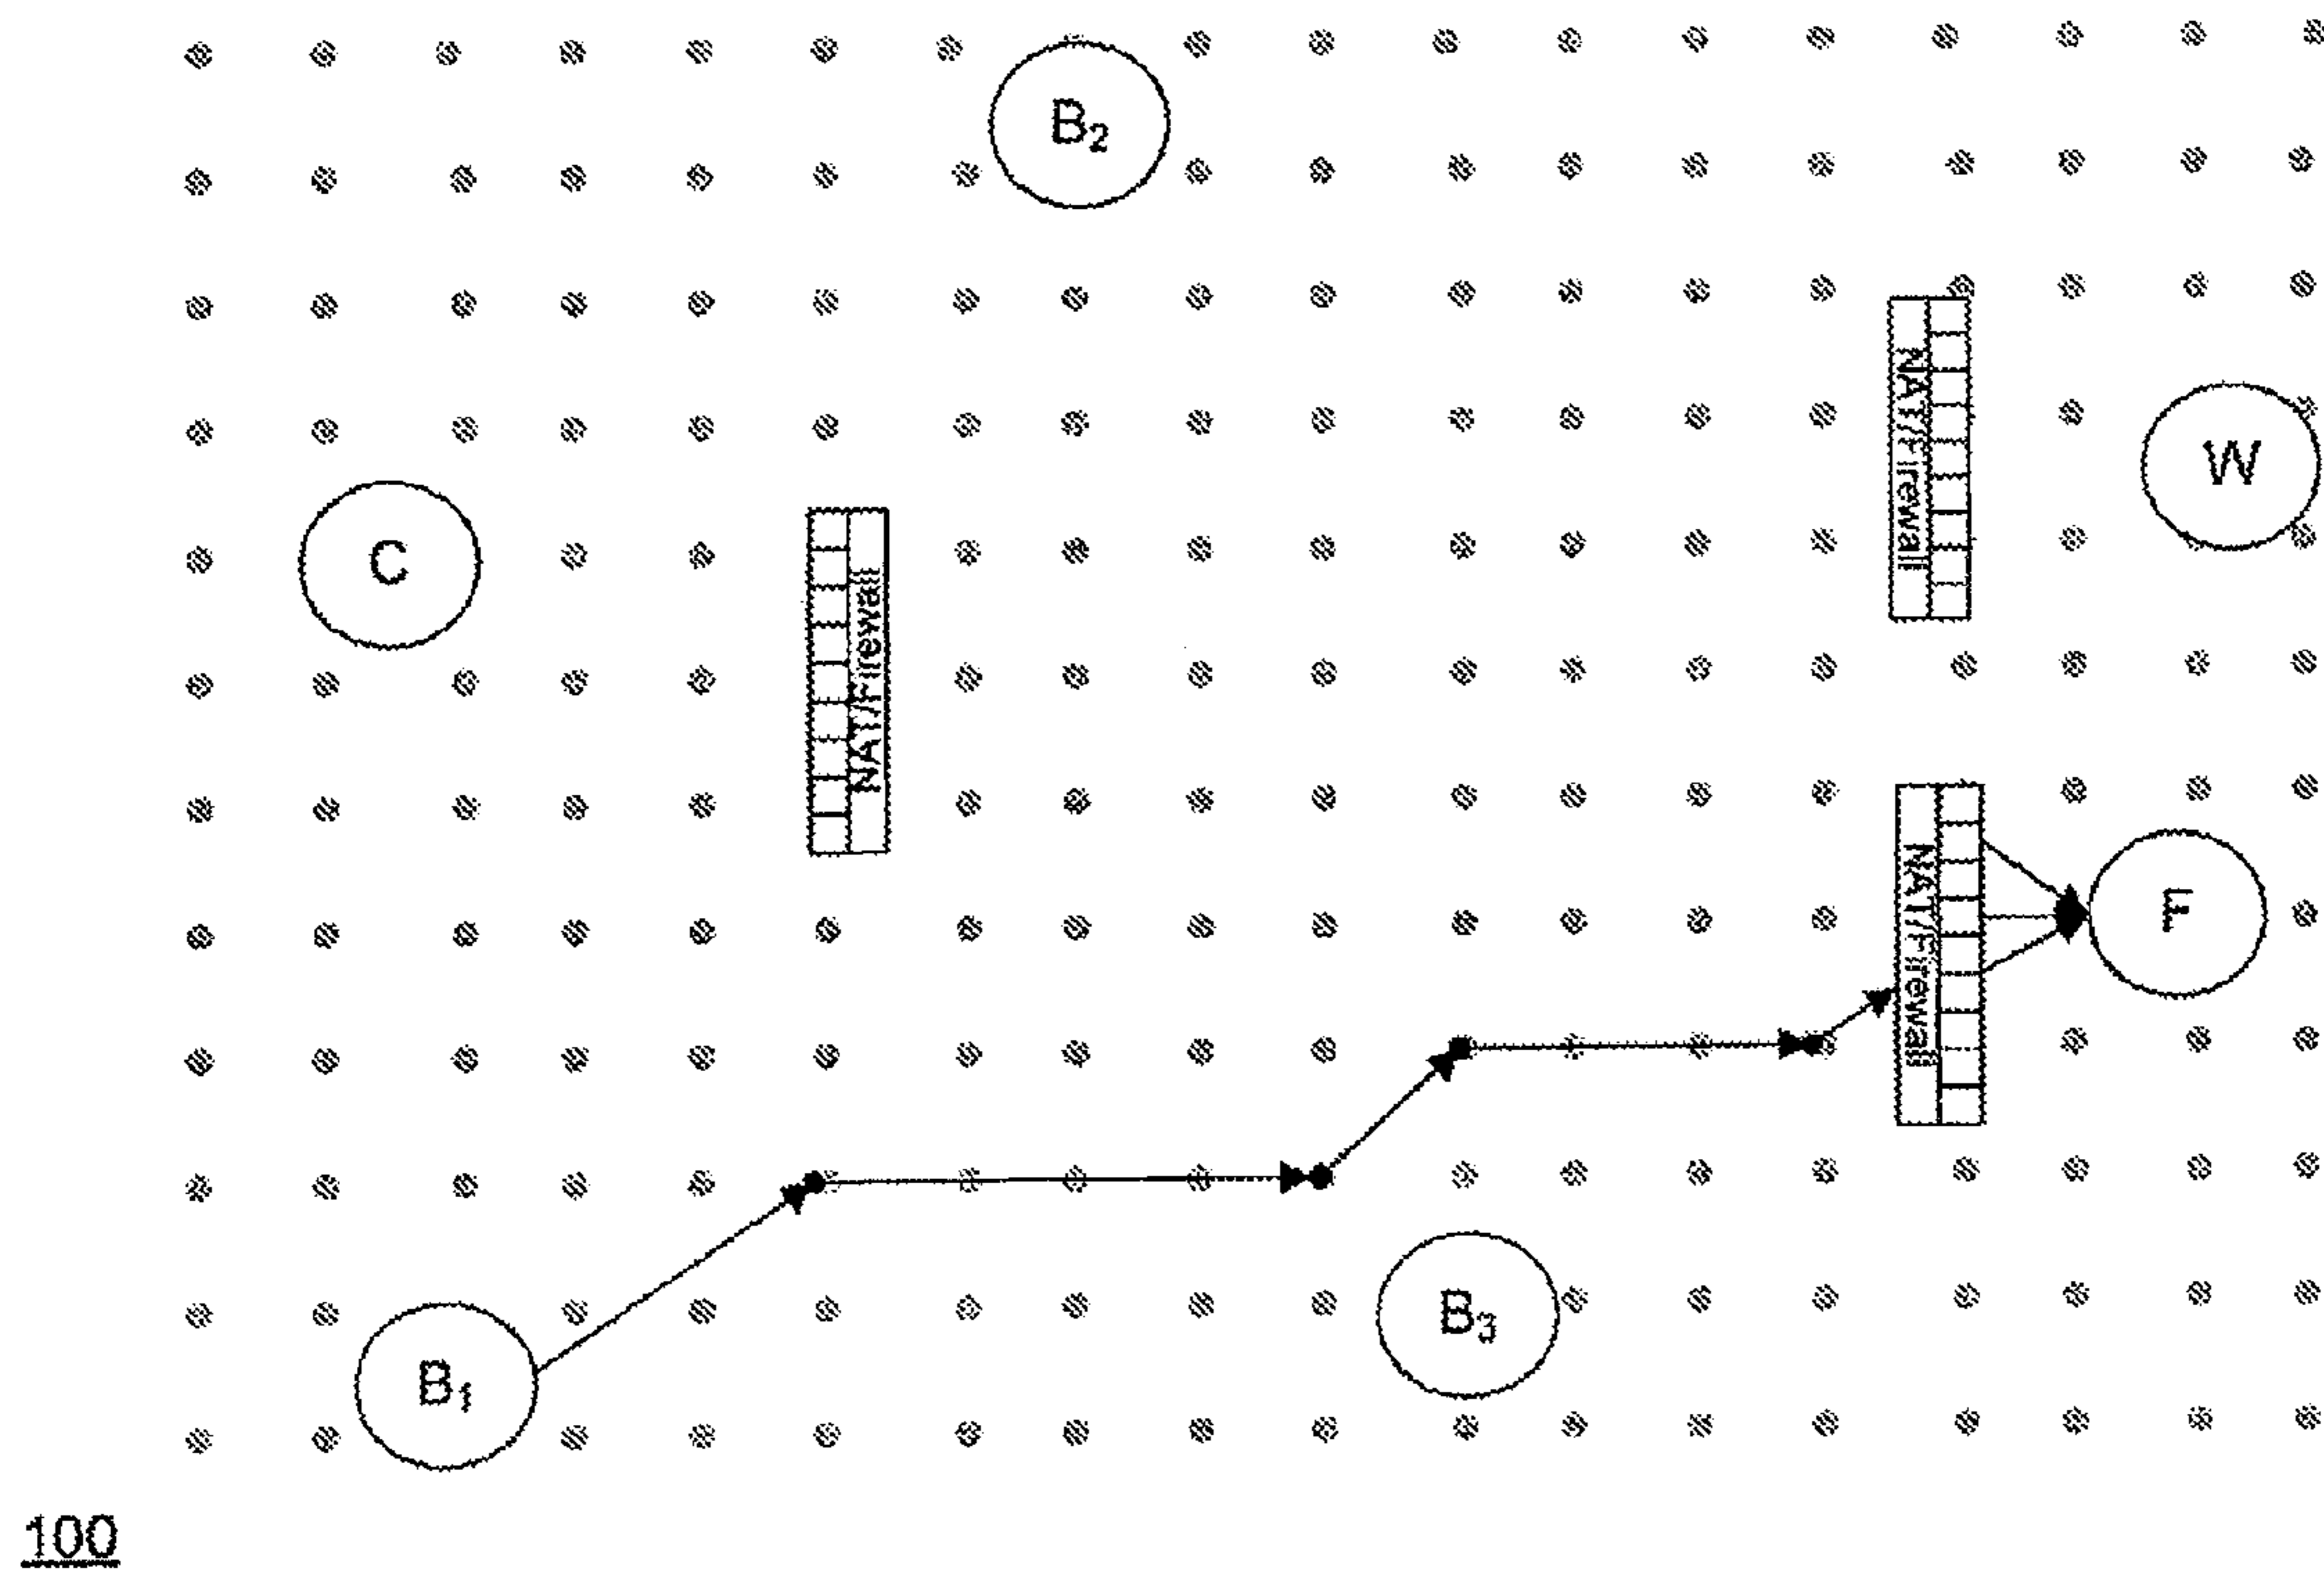 B₂
NAT/Firewall
W
C
NAT/Firewall
NAT/Firewall
F
B₃
B₁
100